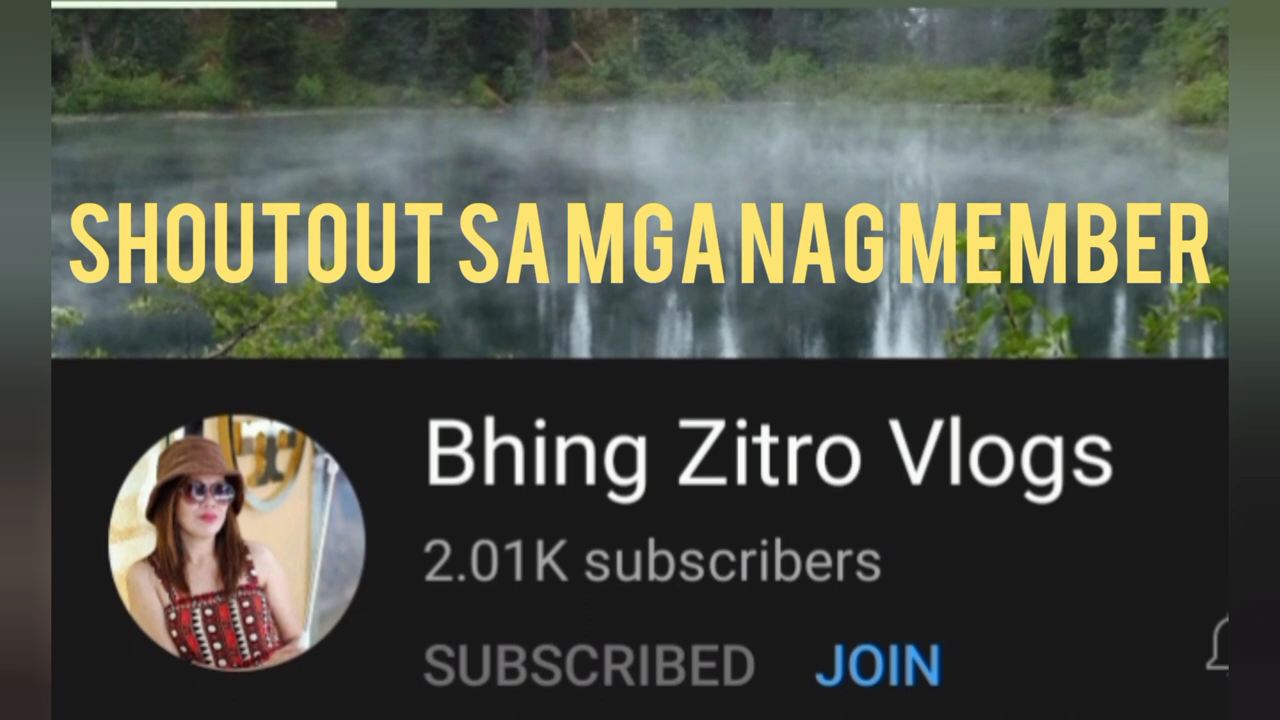 SHOUTOUT SA MGA NAG MEMBER
Bhing Zitro Vlogs
2.01K subscribers
SUBSCRIBED JOIN